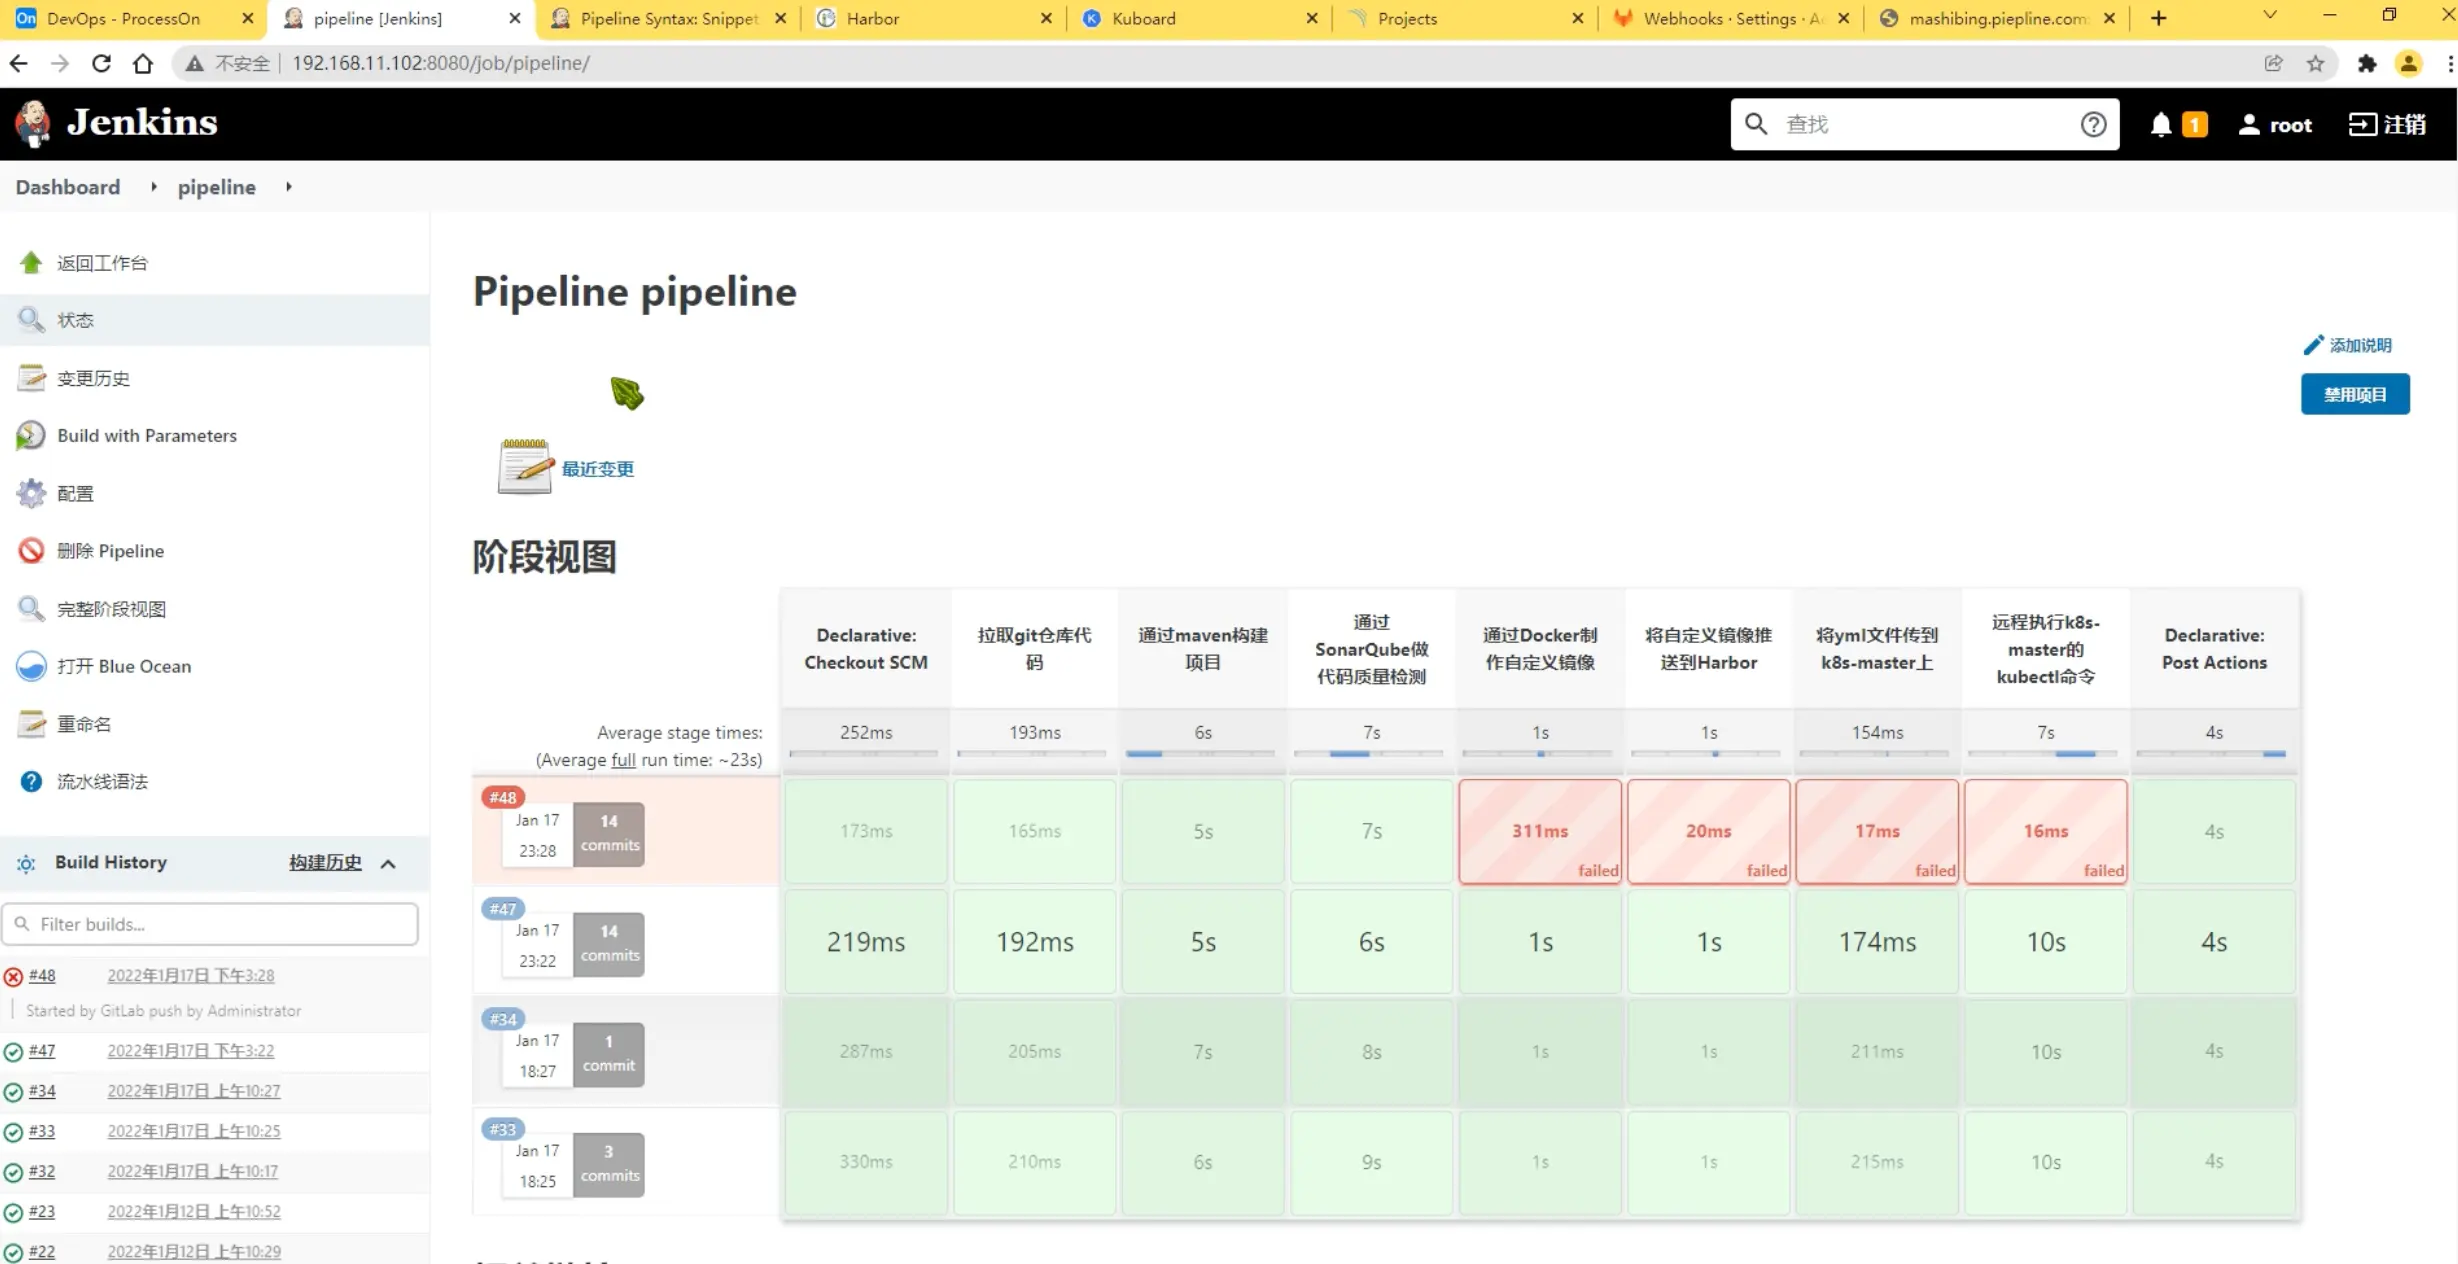 DevOps - ProcessOn
pipeline [Jenkins]
Pipeline Syntax: Snippet
Harbor
Kuboard
Projects
Webhooks · Settings · A
mashibing.piepline.com
不安全
192.168.11.102:8080/job/pipeline/
Jenkins
查找
1
root
注销
Dashboard
pipeline
返回工作台
状态
变更历史
Build with Parameters
配置
删除 Pipeline
完整阶段视图
打开 Blue Ocean
重命名
流水线语法
Build History
构建历史
Filter builds...
#48
2022年1月17日 下午3:28
Started by GitLab push by Administrator
#47
2022年1月17日 下午3:22
#34
2022年1月17日 上午10:27
#33
2022年1月17日 上午10:25
#32
2022年1月17日 上午10:17
#23
2022年1月12日 上午10:52
#22
2022年1月12日 上午10:29
Pipeline pipeline
添加说明
禁用项目
最近变更
阶段视图
Declarative:
Checkout SCM
拉取git仓库代
码
通过maven构建
项目
通过
SonarQube做
代码质量检测
通过Docker制
作自定义镜像
将自定义镜像推
送到Harbor
将yml文件传到
k8s-master上
远程执行k8s-
master的
kubectl命令
Declarative:
Post Actions
Average stage times:
(Average full run time: ~23s)
252ms
193ms
6s
7s
1s
1s
154ms
7s
4s
#48
Jan 17
23:28
14
commits
173ms
165ms
5s
7s
311ms
failed
20ms
failed
17ms
failed
16ms
failed
4s
#47
Jan 17
23:22
14
commits
219ms
192ms
5s
6s
1s
1s
174ms
10s
4s
#34
Jan 17
18:27
1
commit
287ms
205ms
7s
8s
1s
1s
211ms
10s
4s
#33
Jan 17
18:25
3
commits
330ms
210ms
6s
9s
1s
1s
215ms
10s
4s